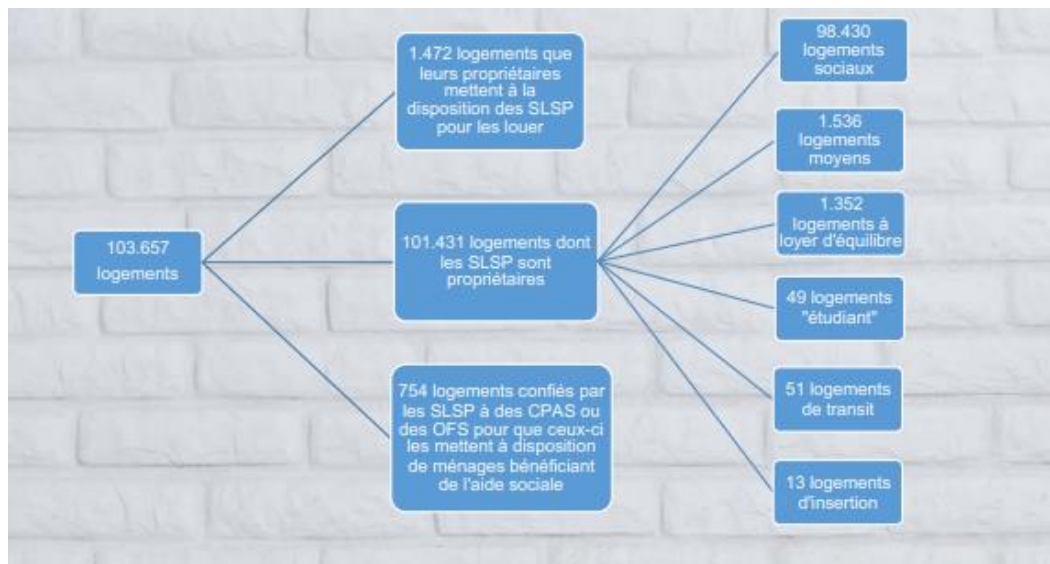 103.657
logements
1.472 logements que
leurs propriétaires
mettent à la
disposition des SLSP
pour les louer
101.431 logements dont
les SLSP sont
propriétaires
754 logements confiés par
les SLSP à des CPAS ou
des OFS pour que ceux-ci
les mettent à disposition
de ménages bénéficiant
de l'aide sociale
98.430
logements
sociaux
1.536
logements
moyens
1.352
logements à
loyer d'équilibre
49 logements
"étudiant"
51 logements
de transit
13 logements
d'insertion